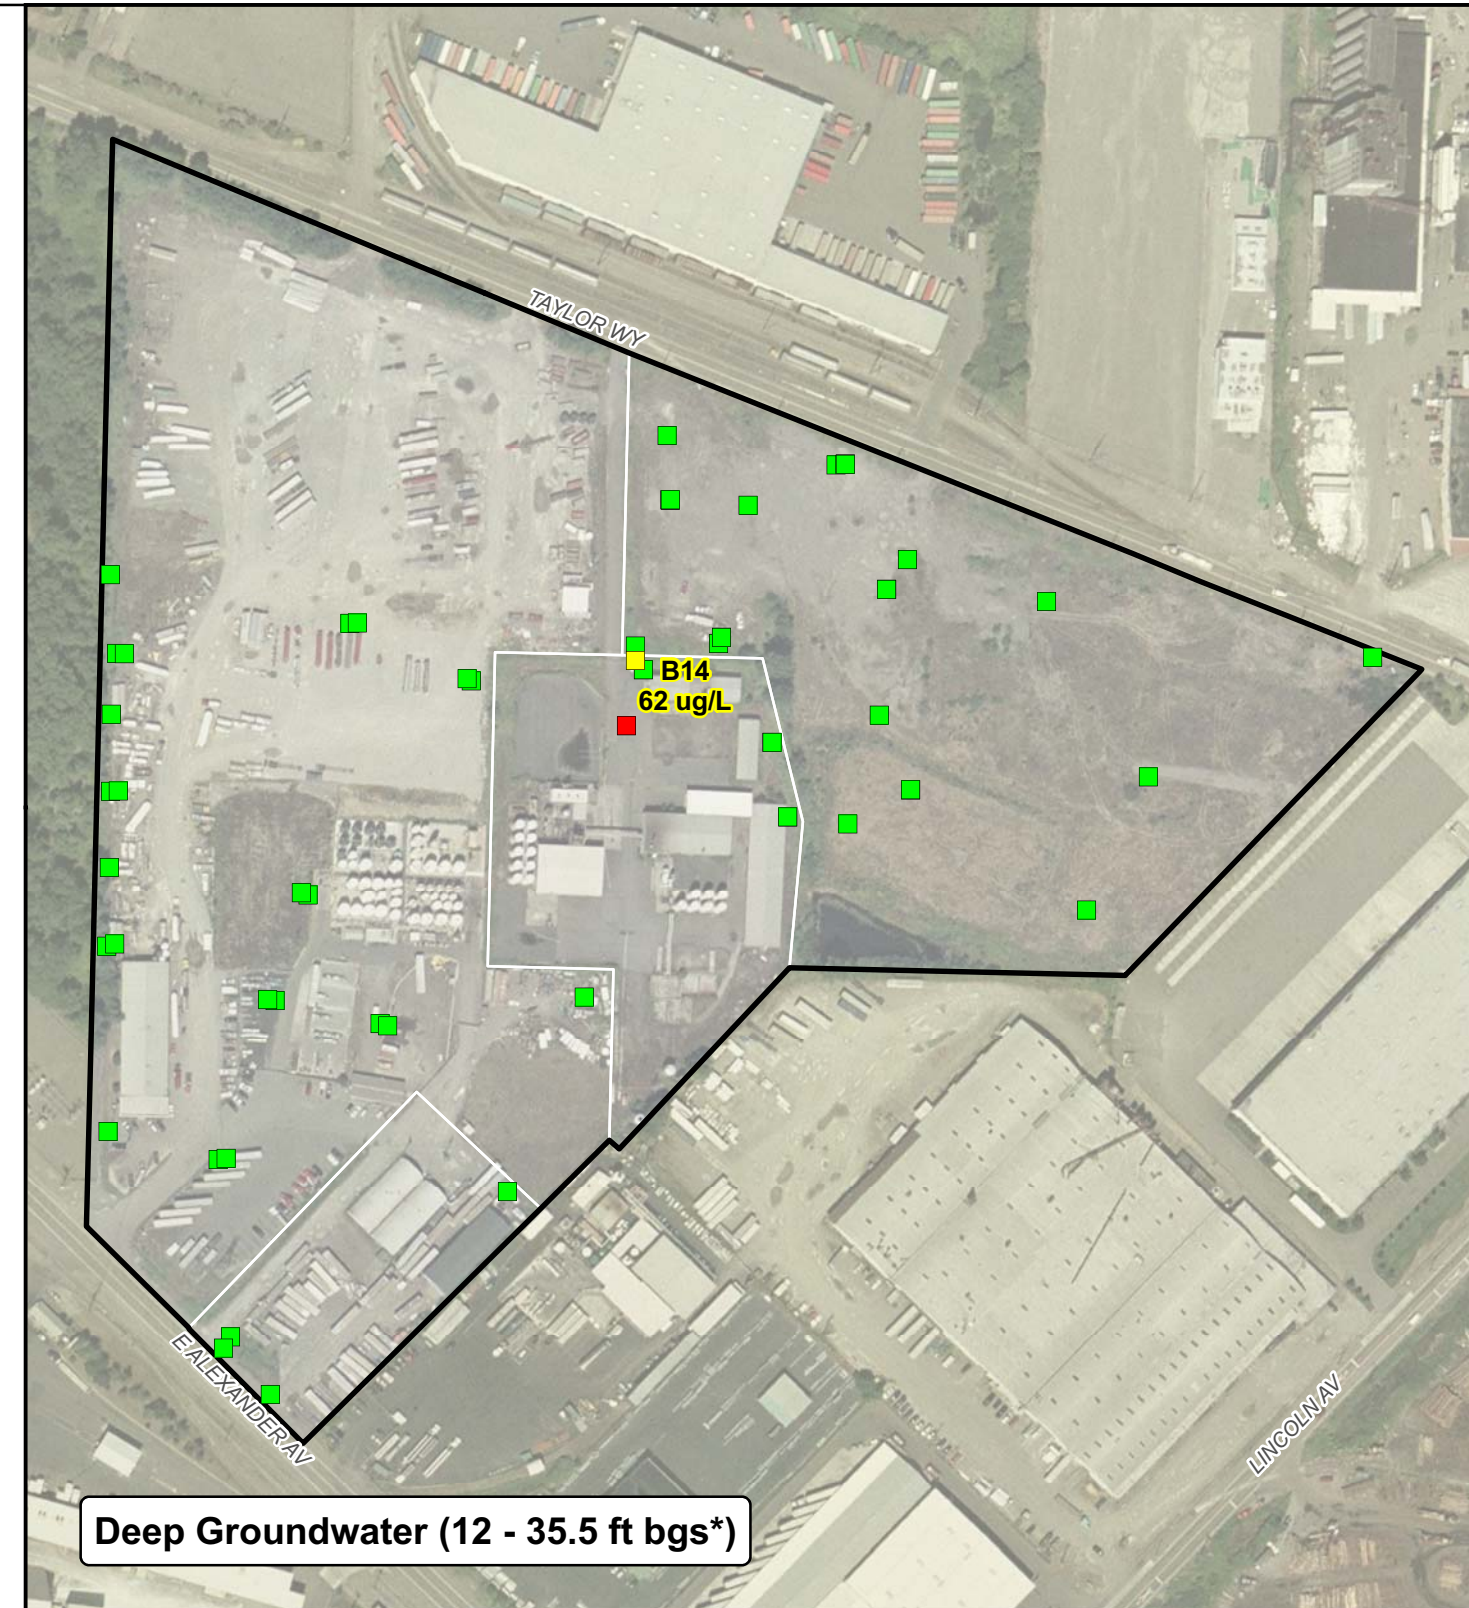 TAYLOR WY
B14
62 ug/L
E ALEXANDER AV
LINCOLN AV
Deep Groundwater (12 - 35.5 ft bgs*)